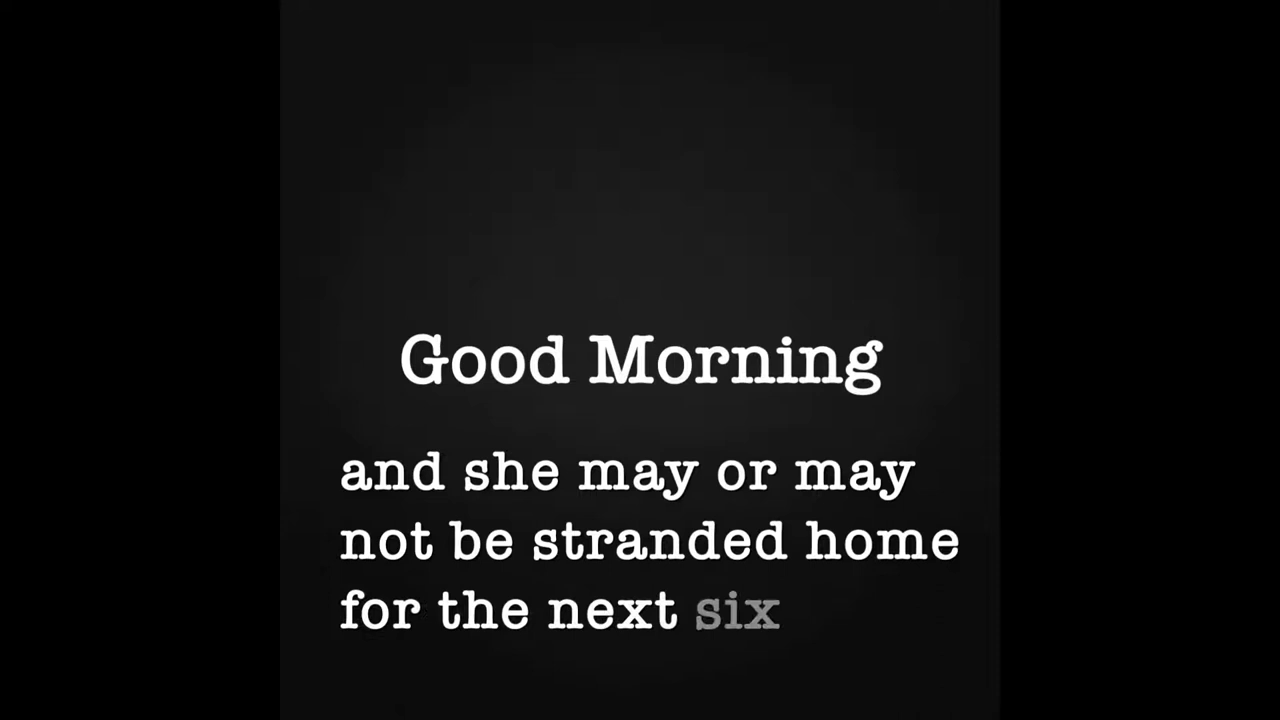 Good Morning
and she may or may
not be stranded home
for the next six